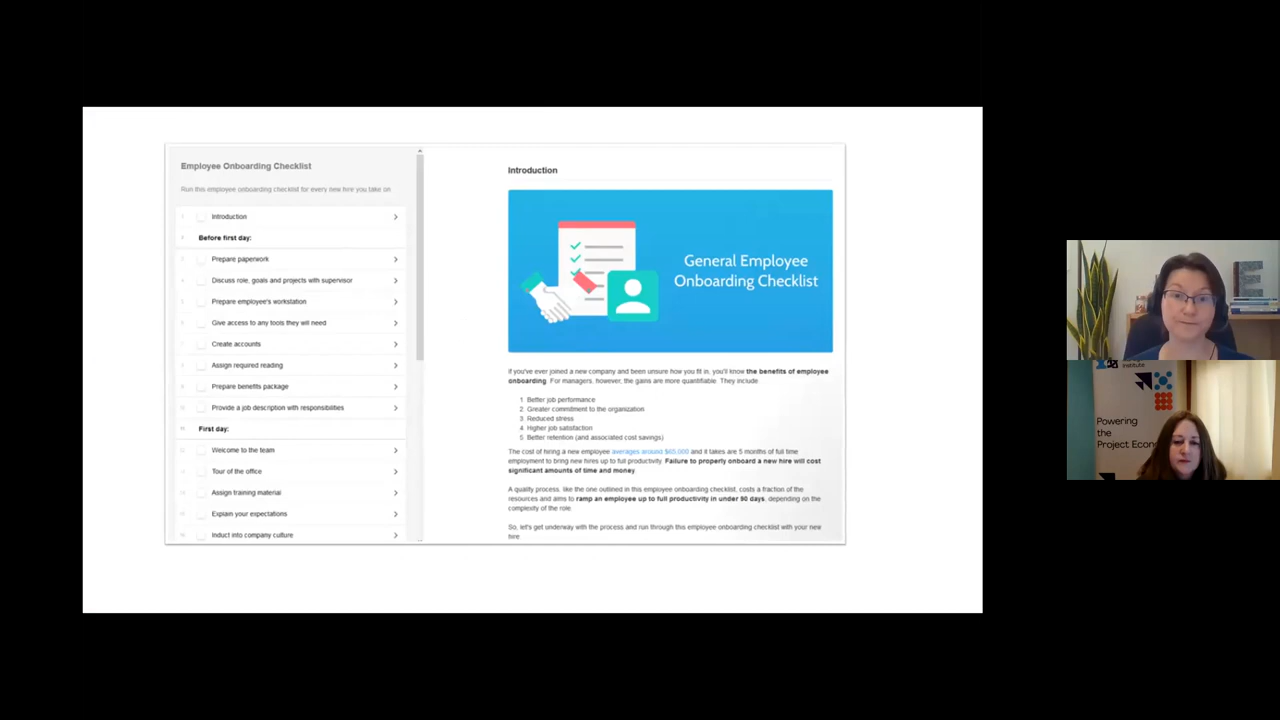 Employee Onboarding Checklist
Run this employee onboarding checklist for every new hire you take on
Introduction
Before first day:
Prepare paperwork
Discuss role, goals and projects with supervisor
Prepare employee's workstation
Give access to any tools they will need
Create accounts
Assign required reading
Prepare benefits package
Provide a job description with responsibilities
First day:
Welcome to the team
Tour of the office
Assign training material
Explain your expectations
Induct into company culture
Introduction
General Employee
Onboarding Checklist
If you've ever joined a new company and been unsure how you fit in, you'll know the benefits of employee
onboarding. For managers, however, the gains are more quantifiable. They include
1 Better job performance
2 Greater commitment to the organization
3 Reduced stress
4 Higher job satisfaction
5 Better retention (and associated cost savings)
The cost of hiring a new employee averages around $65,000 and it takes are 5 months of full time
employment to bring new hires up to full productivity. Failure to properly onboard a new hire will cost
significant amounts of time and money.
A quality process, like the one outlined in this employee onboarding checklist, costs a fraction of the
resources and aims to ramp an employee up to full productivity in under 90 days, depending on the
complexity of the role.
So, let's get underway with the process and run through this employee onboarding checklist with your new
hire
institute
Powering
the
Project